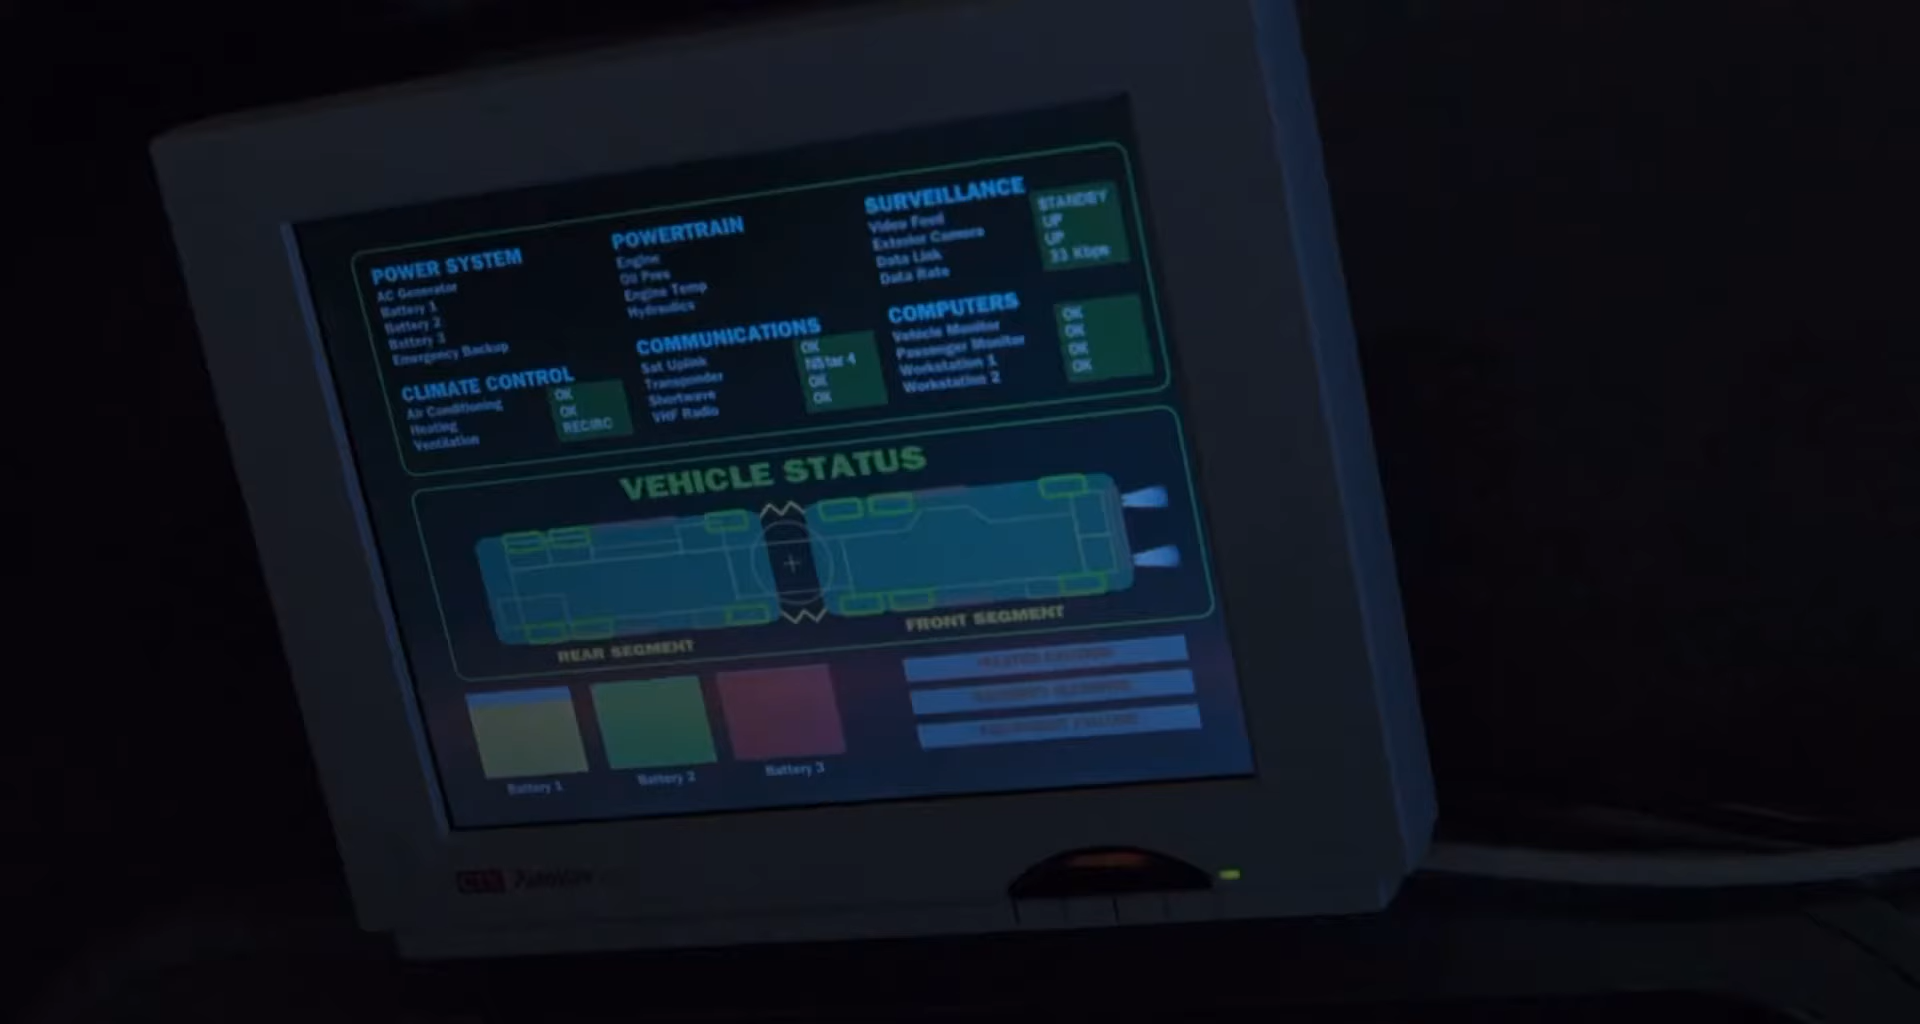 POWER SYSTEM
AC Generator
Battery 1
Battery 2
Battery 3
Emergency Backup
CLIMATE CONTROL
Air Conditioning OK
Heating OK
Ventilation RECIRC
POWERTRAIN
Engine
Oil Pres
Engine Temp
Hydraulics
COMMUNICATIONS
Sat Uplink OK
Transponder NStar 4
Shortwave OK
VHF Radio OK
SURVEILLANCE
Video Feed STANDBY
Exterior Camera UP
Data Link UP
Data Rate 33 Kbps
COMPUTERS
Vehicle Monitor OK
Passenger Monitor OK
Workstation 1 OK
Workstation 2 OK
VEHICLE STATUS
REAR SEGMENT
FRONT SEGMENT
Battery 1
Battery 2
Battery 3
CTX